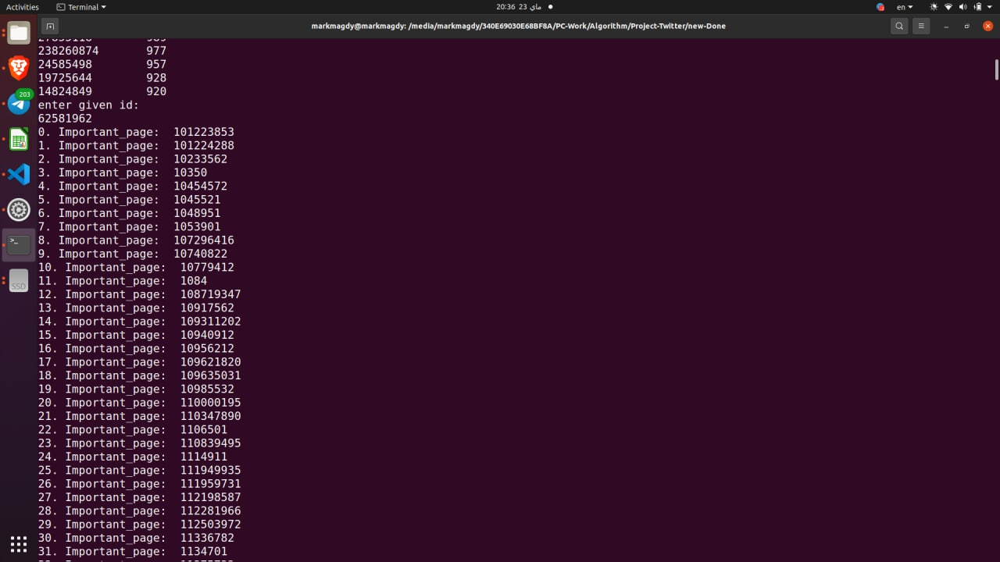 Activities
Terminal
20:36 23 ماي
en
markmagdy@markmagdy: /media/markmagdy/340E69030E68BF8A/PC-Work/Algorithm/Project-Twitter/new-Done
203
SSD
238260874 977
24585498 957
19725644 928
14824849 920
enter given id:
62581962
0. Important_page: 101223853
1. Important_page: 101224288
2. Important_page: 10233562
3. Important_page: 10350
4. Important_page: 10454572
5. Important_page: 1045521
6. Important_page: 1048951
7. Important_page: 1053901
8. Important_page: 107296416
9. Important_page: 10740822
10. Important_page: 10779412
11. Important_page: 1084
12. Important_page: 108719347
13. Important_page: 10917562
14. Important_page: 109311202
15. Important_page: 10940912
16. Important_page: 10956212
17. Important_page: 109621820
18. Important_page: 109635031
19. Important_page: 10985532
20. Important_page: 110000195
21. Important_page: 110347890
22. Important_page: 1106501
23. Important_page: 110839495
24. Important_page: 1114911
25. Important_page: 111949935
26. Important_page: 111959731
27. Important_page: 112198587
28. Important_page: 112281966
29. Important_page: 112503972
30. Important_page: 11336782
31. Important_page: 1134701